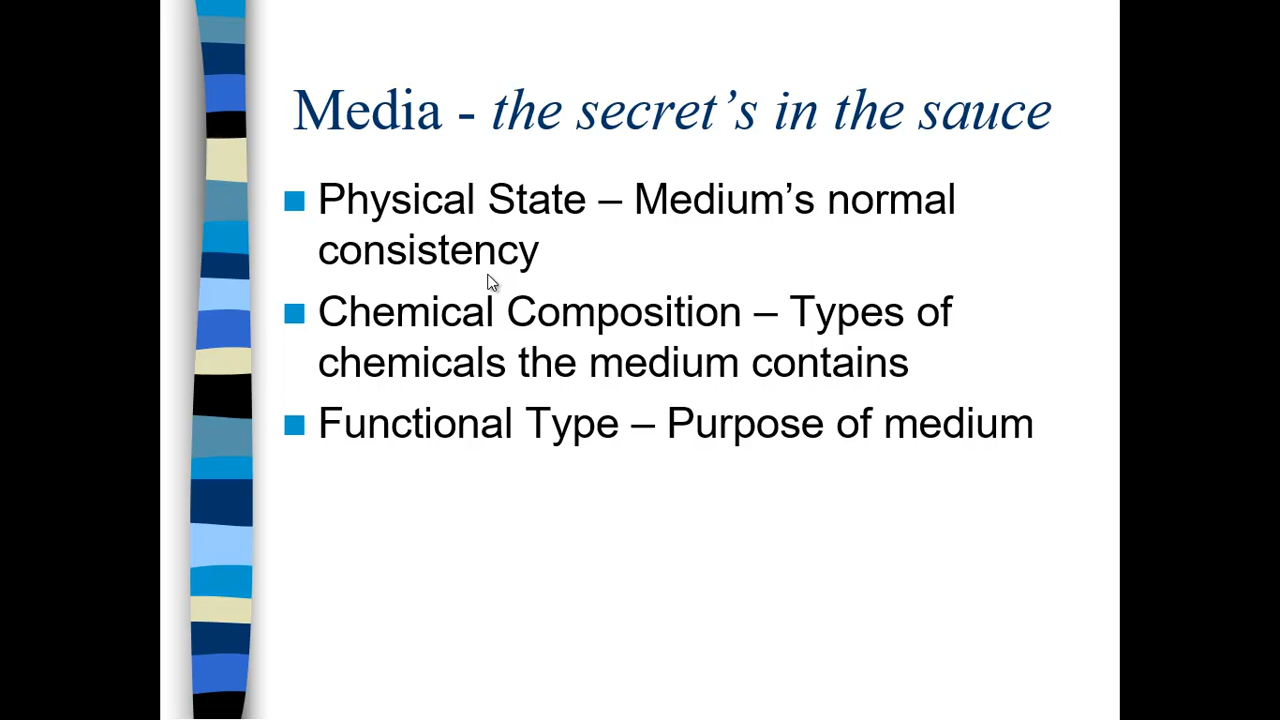 Media - the secret’s in the sauce
Physical State – Medium’s normal
consistency
Chemical Composition – Types of
chemicals the medium contains
Functional Type – Purpose of medium